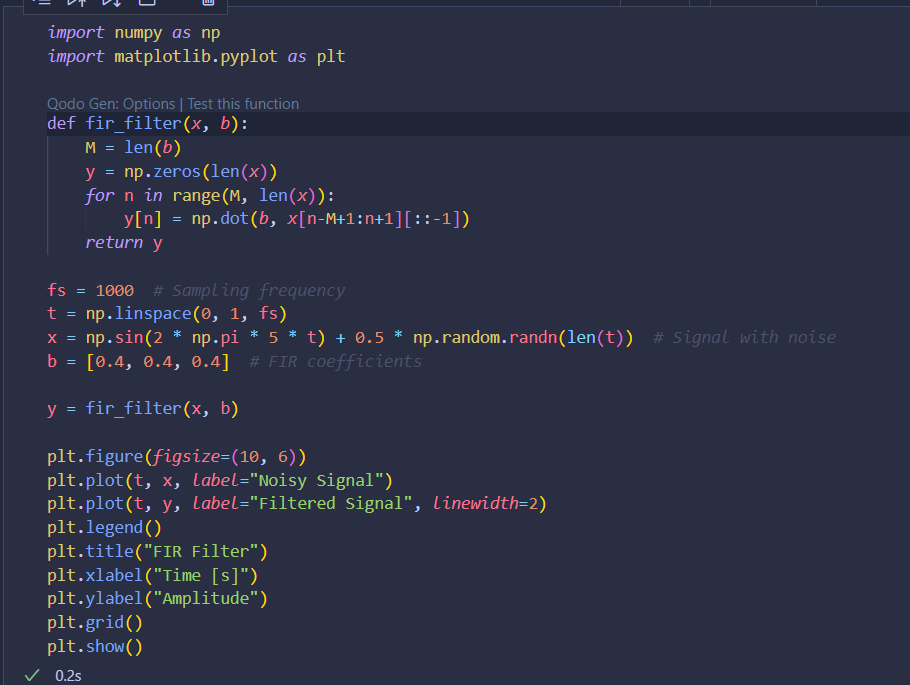 import numpy as np
import matplotlib.pyplot as plt

Qodo Gen: Options | Test this function
def fir_filter(x, b):
    M = len(b)
    y = np.zeros(len(x))
    for n in range(M, len(x)):
        y[n] = np.dot(b, x[n-M+1:n+1][::-1])
    return y

fs = 1000  # Sampling frequency
t = np.linspace(0, 1, fs)
x = np.sin(2 * np.pi * 5 * t) + 0.5 * np.random.randn(len(t))  # Signal with noise
b = [0.4, 0.4, 0.4]  # FIR coefficients

y = fir_filter(x, b)

plt.figure(figsize=(10, 6))
plt.plot(t, x, label="Noisy Signal")
plt.plot(t, y, label="Filtered Signal", linewidth=2)
plt.legend()
plt.title("FIR Filter")
plt.xlabel("Time [s]")
plt.ylabel("Amplitude")
plt.grid()
plt.show()
0.2s